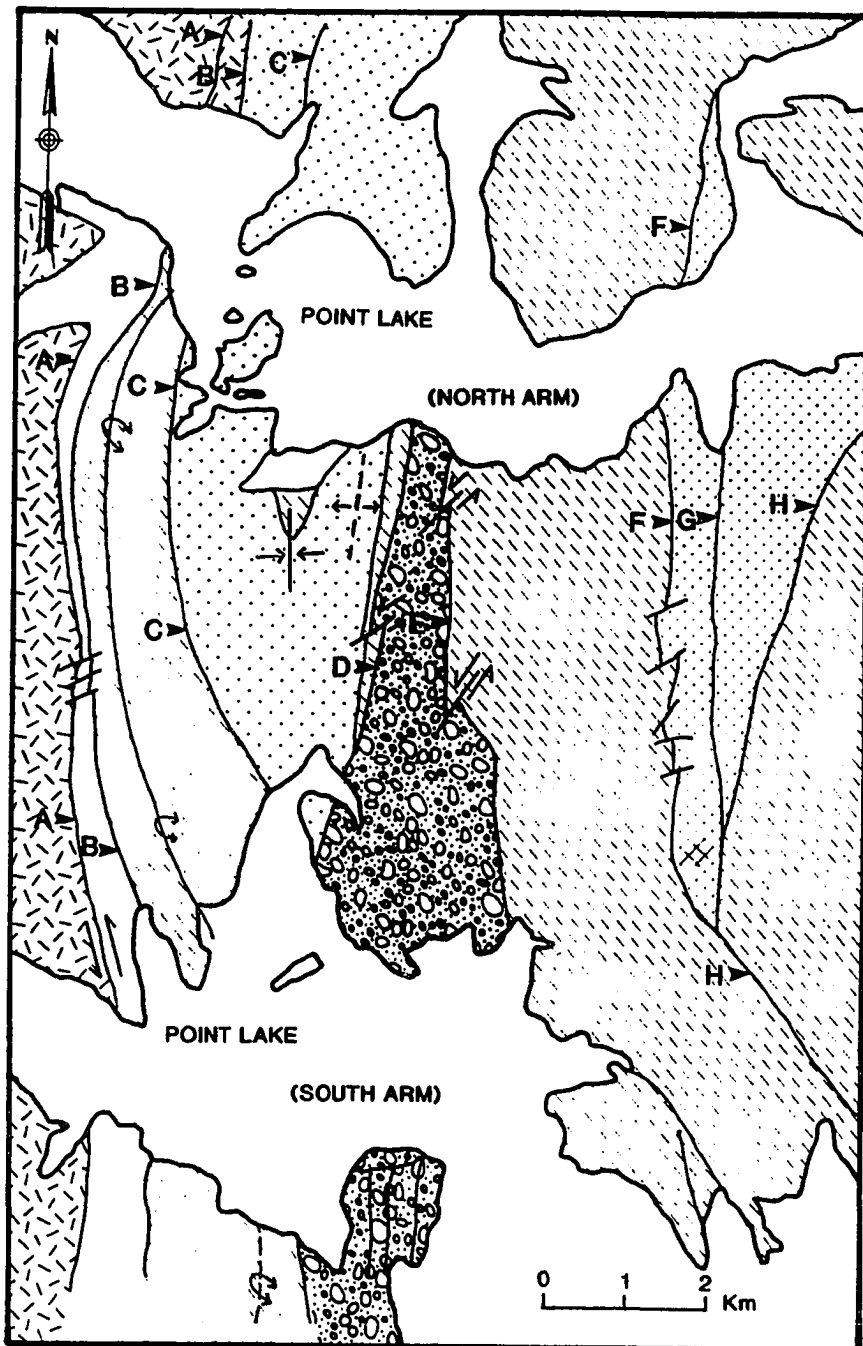 N
A
B
C
F
B
A
POINT LAKE
C
(NORTH ARM)
F G H
C
E
D
A
B
H
POINT LAKE
(SOUTH ARM)
0 1 2
Km